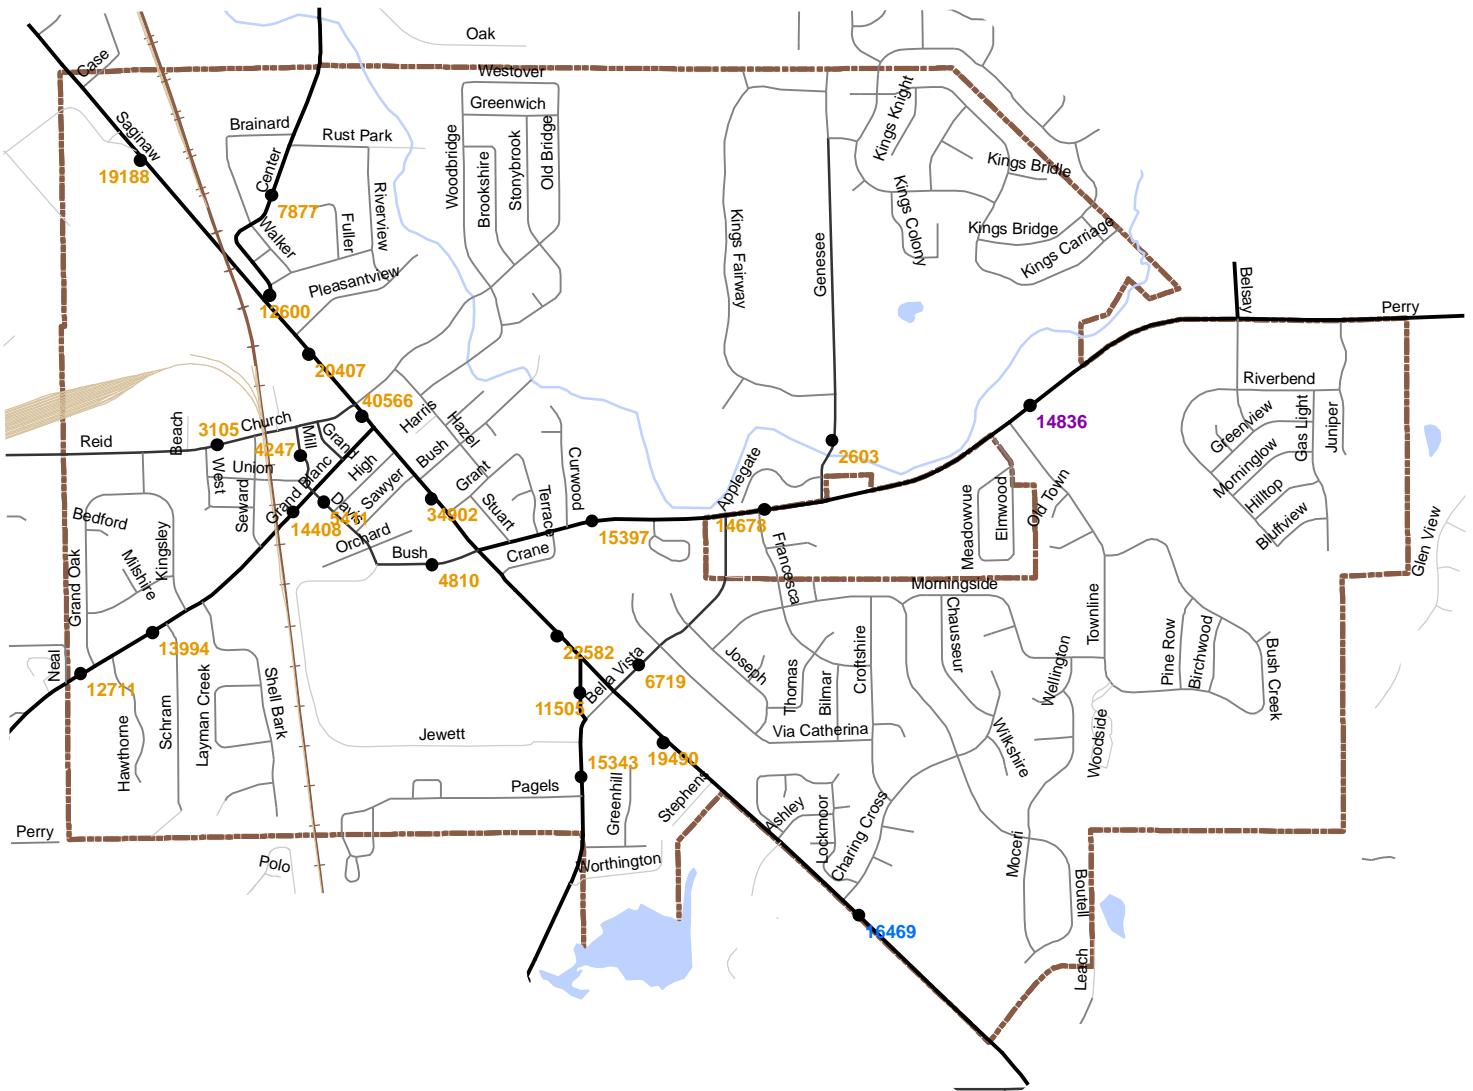 Oak
Case
Westover
Greenwich
Saginaw
Brainard
Rust Park
Center
Woodbridge
Brookshire
Stonybrook
Old Bridge
Kings Knight
Kings Bridle
19188
7877
Walker
Fuller
Riverview
Kings Fairway
Genesee
Kings Colony
Kings Bridge
Kings Carriage
Pleasantview
12600
Belsay
Perry
20407
40566
Riverbend
Harris
Hazel
14836
Greenview
Gas Light
Juniper
Reid
Beach
3105
Church
Mill
Grand
4247
Union
West
Seward
Grand Blanc
High
Sawyer
Bush
Grant
Curwood
Applegate
2603
Morninglow
Hilltop
Bluffview
Davis
5411
14408
34902
Stuart
Terrace
15397
14678
Meadowvue
Elmwood
Old Town
Glen View
Bedford
Orchard
Bush
Crane
4810
Kingsley
Milshire
Grand Oak
Francesca
Morningside
Chausseur
Townline
13994
22582
Neal
12711
Bella Vista
6719
Joseph
Thomas
Bilmar
Croftshire
Wellington
Pine Row
Birchwood
Bush Creek
Hawthorne
Schram
Layman Creek
Shell Bark
11505
Jewett
Via Catherina
19490
Wilkshire
Woodside
15343
Pagels
Greenhill
Stephens
Ashley
Lockmoor
Charing Cross
Perry
Polo
Worthington
Moceri
Boutell
16469
Leach